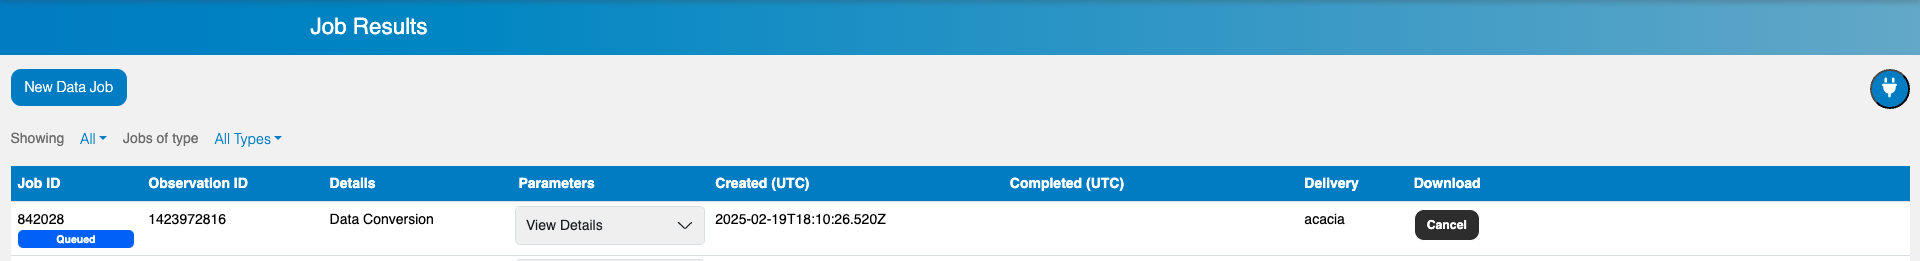 Job Results
New Data Job
Showing All Jobs of type All Types
Job ID Observation ID Details Parameters Created (UTC) Completed (UTC) Delivery Download
842028 1423972816 Data Conversion View Details 2025-02-19T18:10:26.520Z acacia Cancel
Queued